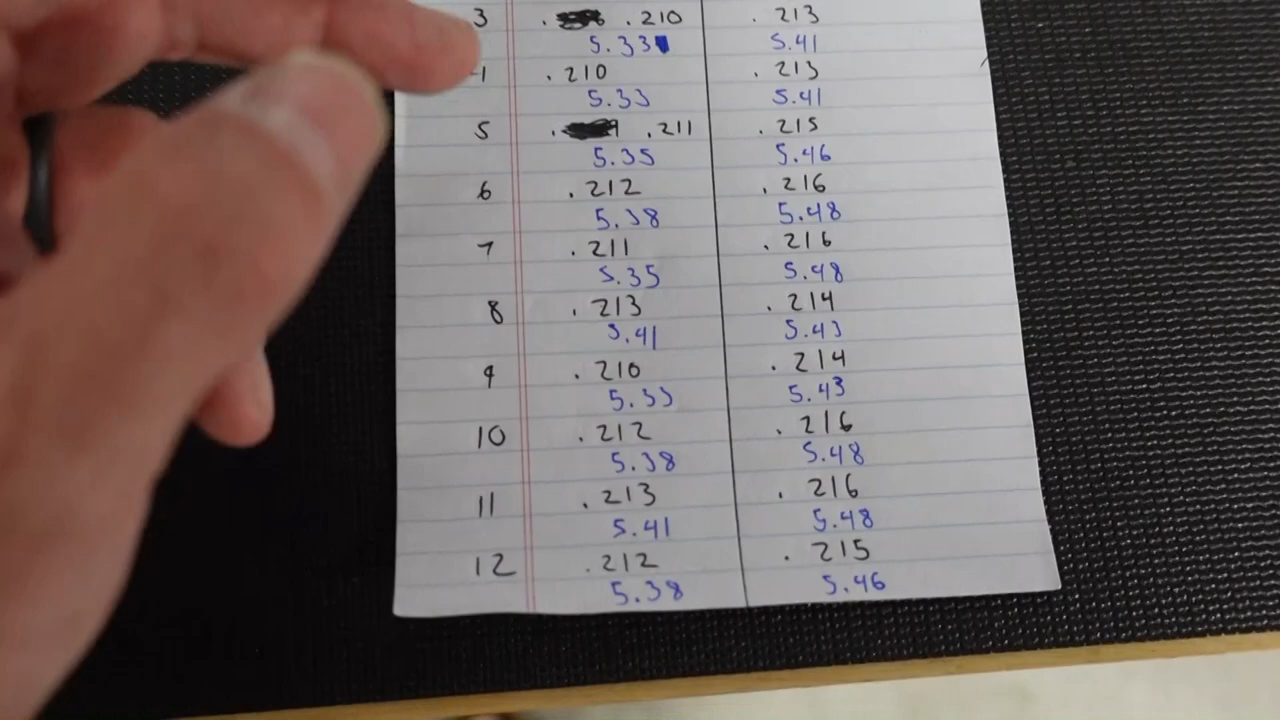 3 . .210 .213
5.33 5.41
.210 .213
5.33 5.41
5 . .211 .215
5.35 5.46
6 .212 .216
5.38 5.48
7 .211 .216
5.35 5.48
8 .213 .214
5.41 5.43
9 .210 .214
5.33 5.43
10 .212 .216
5.38 5.48
11 .213 .216
5.41 5.48
12 .212 .215
5.38 5.46